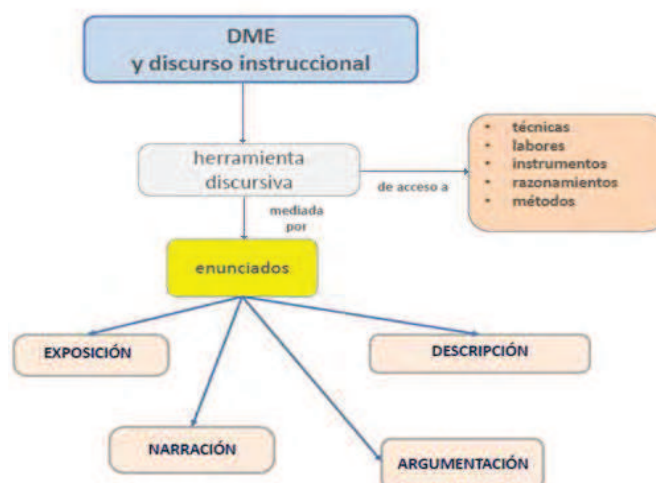 DME
y discurso instruccional
herramienta
discursiva
de acceso a
• técnicas
• labores
• instrumentos
• razonamientos
• métodos
mediada
por
enunciados
EXPOSICIÓN
DESCRIPCIÓN
NARRACIÓN
ARGUMENTACIÓN